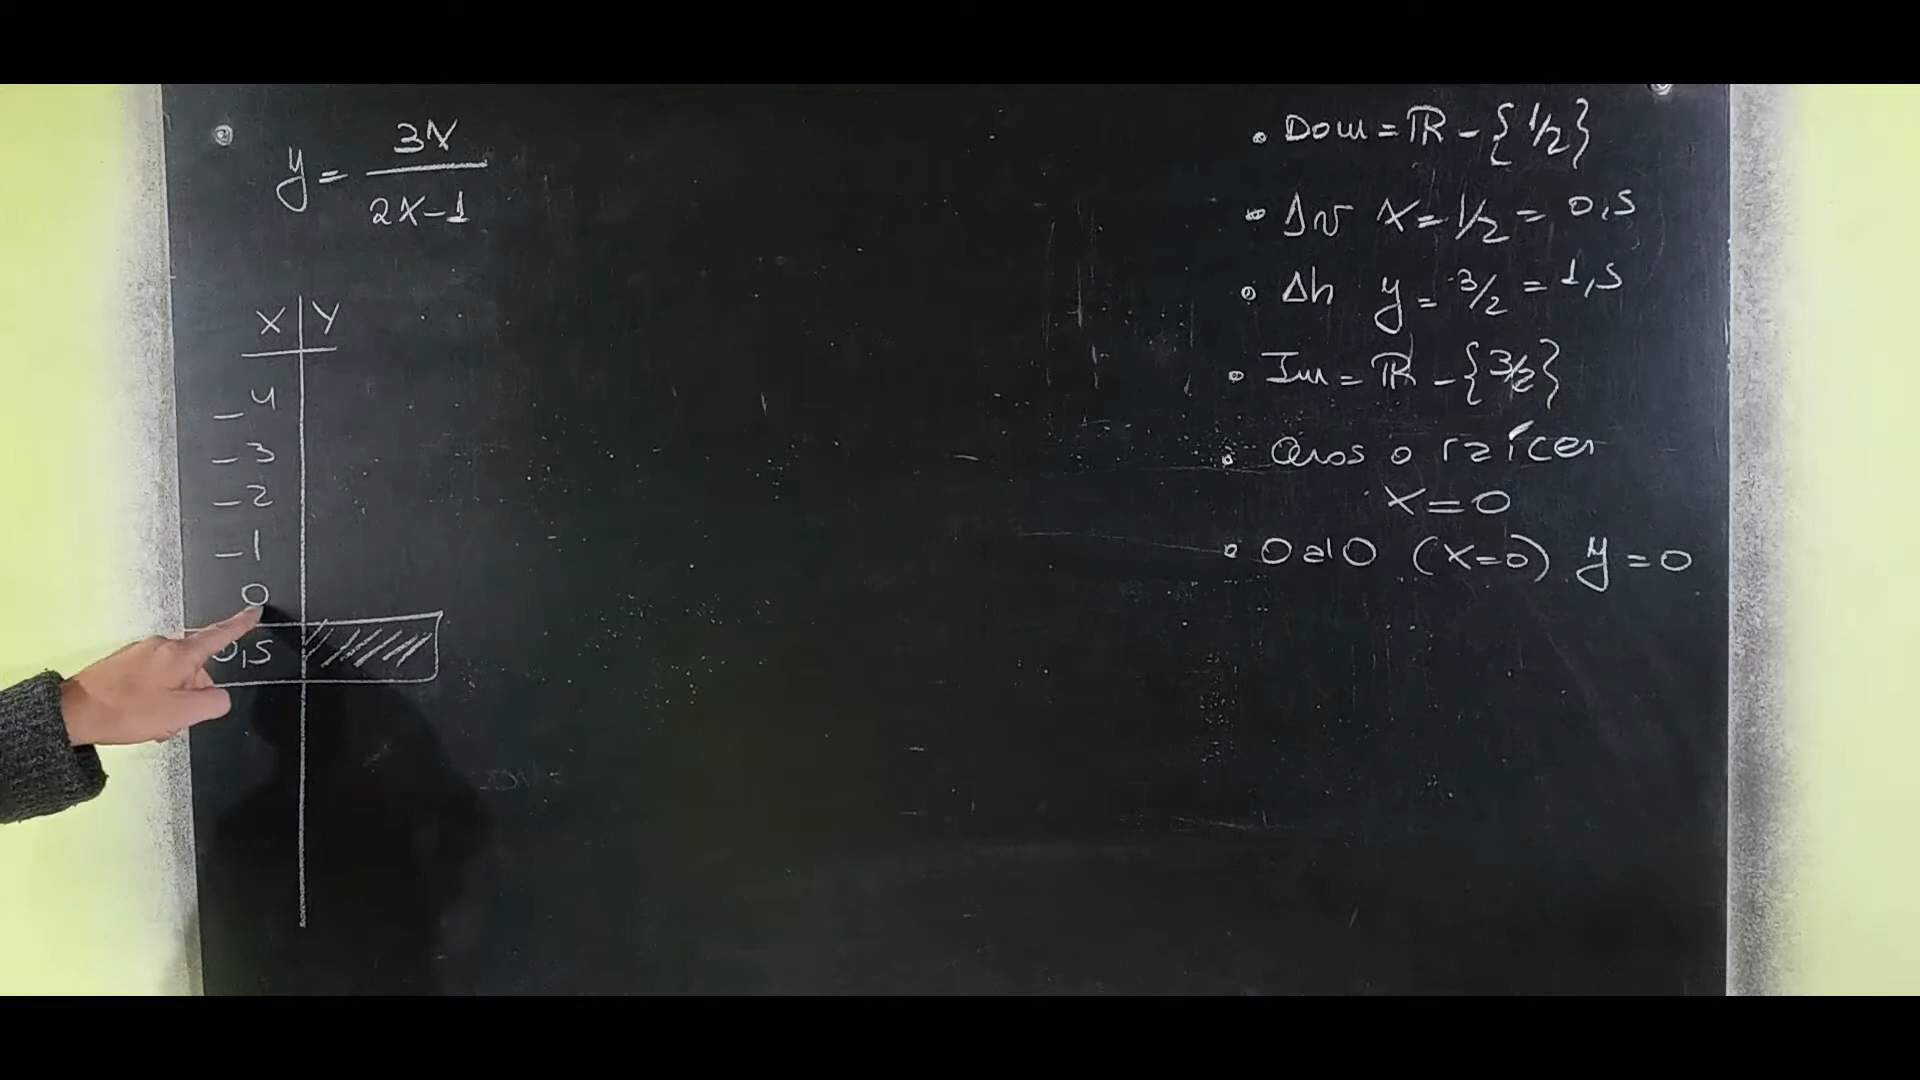 y = 3x / 2x-1
X | Y
-4
-3
-2
-1
0
0,5
• Dom = ℝ - {1/2}
• Av x = 1/2 = 0,5
• Ah y = 3/2 = 1,5
• Im = ℝ - {3/2}
• Ceros o raíces
x = 0
• O al O (x=0) y = 0